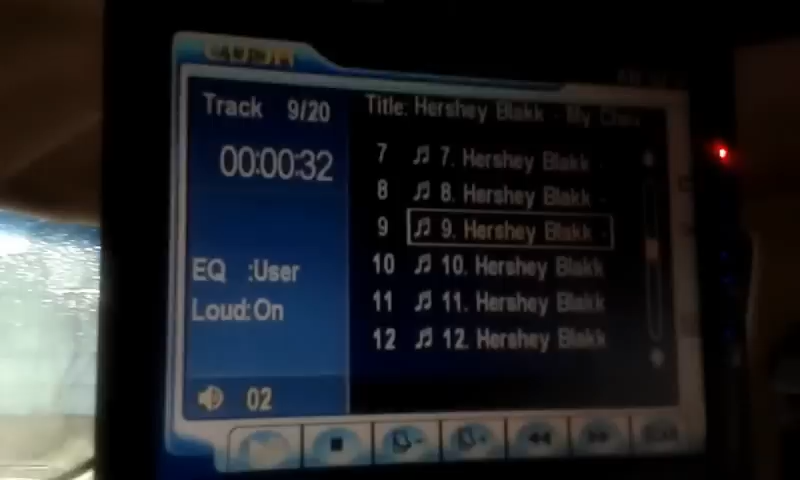 Track 9/20
00:00:32
EQ :User
Loud:On
02
Title: Hershey Blakk - My
7 7. Hershey Blakk -
8 8. Hershey Blakk -
9 9. Hershey Blakk -
10 10. Hershey Blakk
11 11. Hershey Blakk
12 12. Hershey Blakk